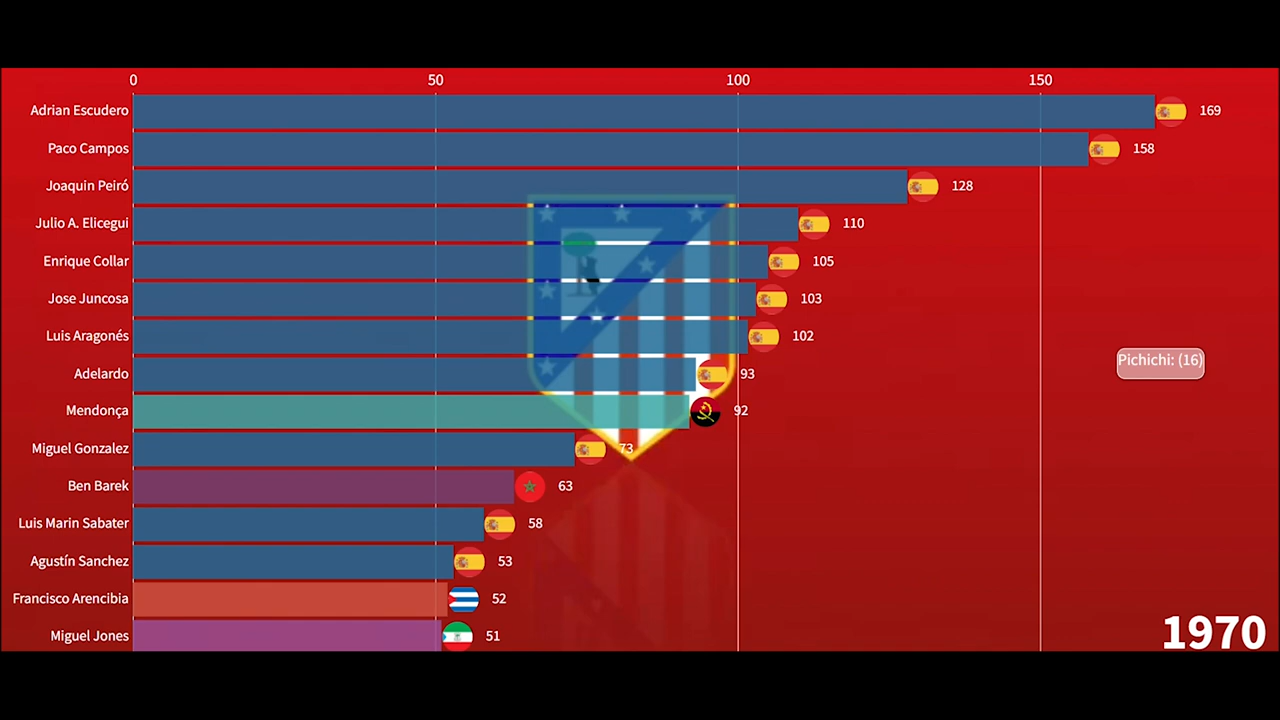 0 50 100 150
Adrian Escudero 169
Paco Campos 158
Joaquin Peiró 128
Julio A. Elicegui 110
Enrique Collar 105
Jose Juncosa 103
Luis Aragonés 102
Pichichi: (16)
Adelardo 93
Mendonça 92
Miguel Gonzalez 73
Ben Barek 63
Luis Marin Sabater 58
Agustín Sanchez 53
Francisco Arencibia 52
Miguel Jones 51
1970